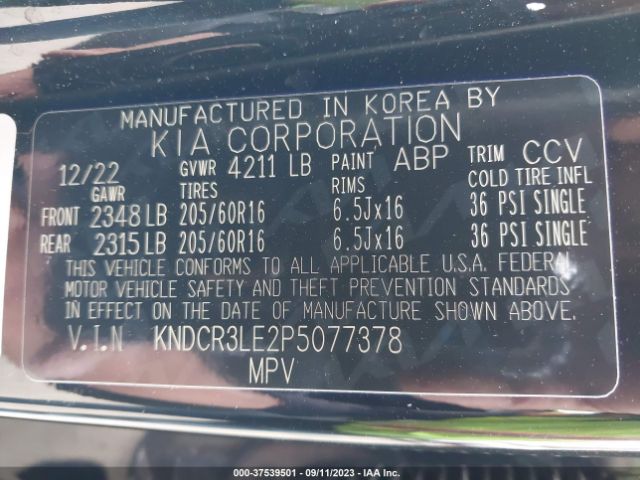 MANUFACTURED IN KOREA BY
KIA CORPORATION
12/22 GVWR 4211 LB PAINT ABP TRIM CCV
GAWR TIRES RIMS COLD TIRE INFL
FRONT 2348 LB 205/60R16 6.5Jx16 36 PSI SINGLE
REAR 2315 LB 205/60R16 6.5Jx16 36 PSI SINGLE
THIS VEHICLE CONFORMS TO ALL APPLICABLE U.S.A. FEDERAL
MOTOR VEHICLE SAFETY AND THEFT PREVENTION STANDARDS
IN EFFECT ON THE DATE OF MANUFACTURE SHOWN ABOVE.
V.I.N KNDCR3LE2P5077378
MPV
000-37539501 - 09/11/2023 - IAA Inc.